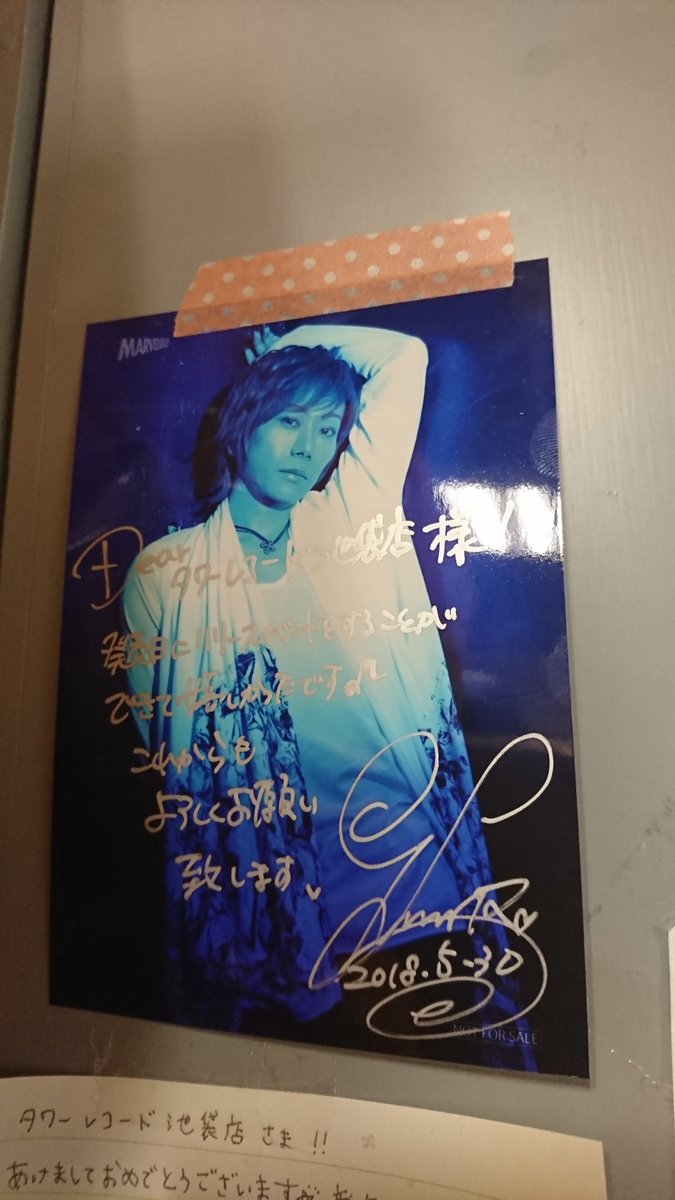 MARV
Dear
タワーレコード池袋店様!!
発売日にリリースイベントをすることが
できて嬉しかったです♪
これからも
よろしくお願い
致します♥
2018.5.30
NOT FOR SALE
タワーレコード池袋店さま!!
あけましておめでとうございますが